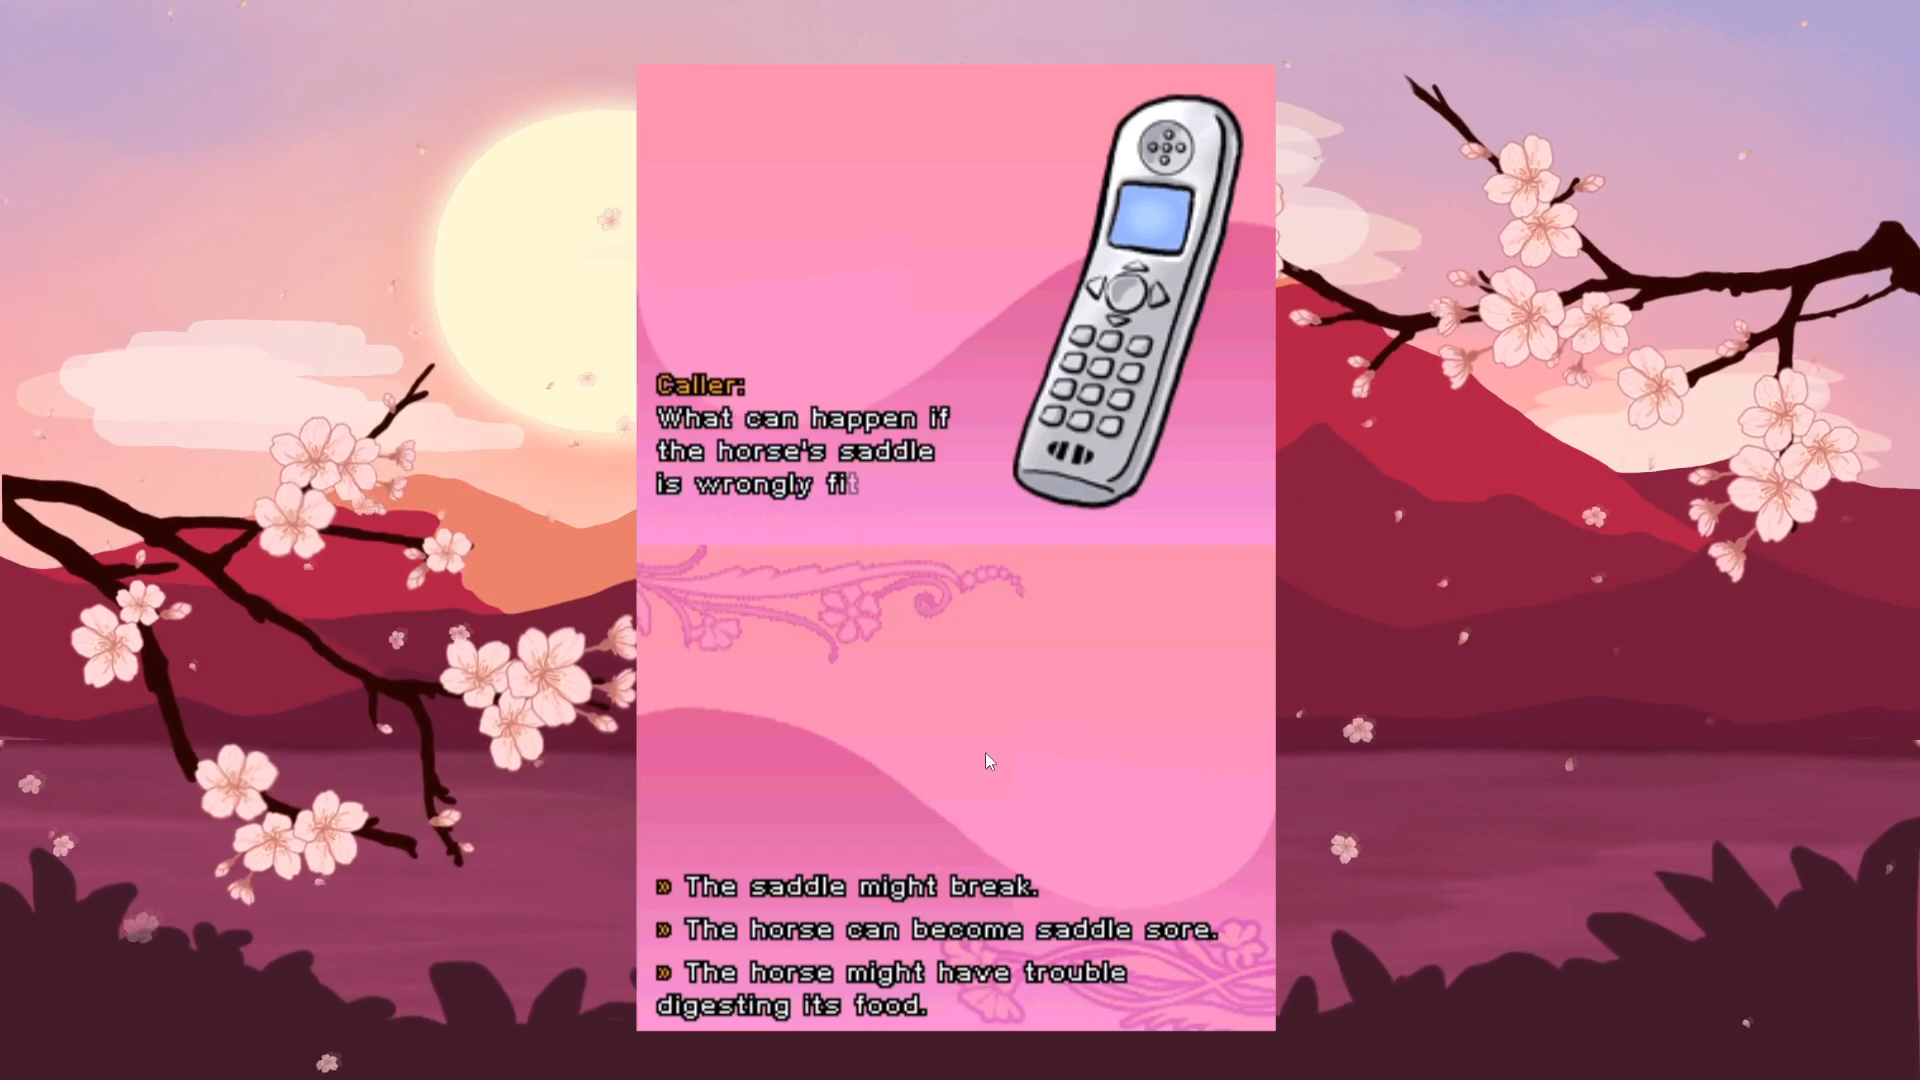 Caller:
What can happen if
the horse's saddle
is wrongly fit
» The saddle might break.
» The horse can become saddle sore.
» The horse might have trouble
digesting its food.